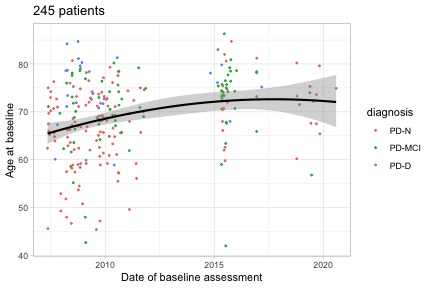 245 patients
Age at baseline
80
70
60
50
40
2010
2015
2020
Date of baseline assessment
diagnosis
PD-N
PD-MCI
PD-D